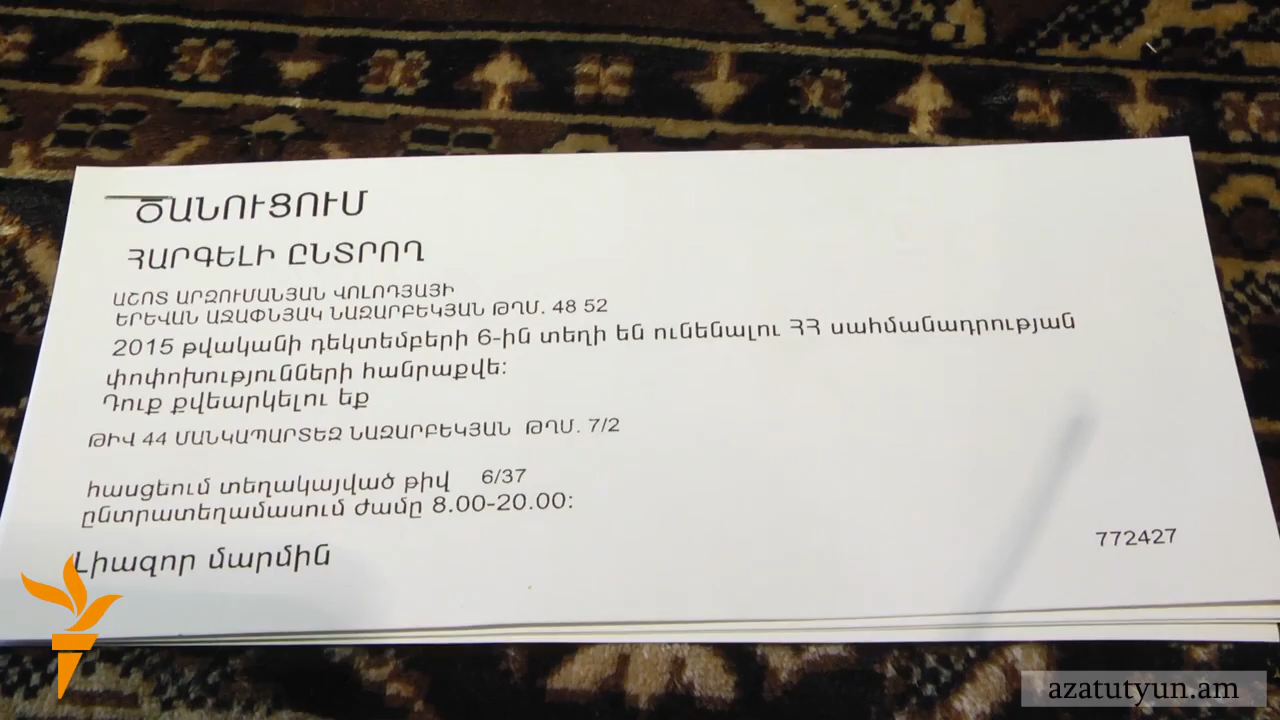 ԾԱՆՈՒՑՈՒՄ
ՀԱՐԳԵԼԻ ԸՆՏՐՈՂ
ԱՇՈՏ ԱՐԶՈՒՄԱՆՅԱՆ ՎՈԼՈԴՅԱՅԻ
ԵՐԵՎԱՆ ԱՋԱՓՆՅԱԿ ՆԱԶԱՐԲԵԿՅԱՆ ԹՂՄ. 48 52
2015 թվականի դեկտեմբերի 6-ին տեղի են ունենալու ՀՀ սահմանադրության
փոփոխությունների հանրաքվե:
Դուք քվեարկելու եք
ԹԻՎ 44 ՄԱՆԿԱՊԱՐՏԵԶ ՆԱԶԱՐԲԵԿՅԱՆ ԹՂՄ. 7/2
հասցեում տեղակայված թիվ 6/37
ընտրատեղամասում ժամը 8.00-20.00:
Լիազոր մարմին
772427
azatutyun.am